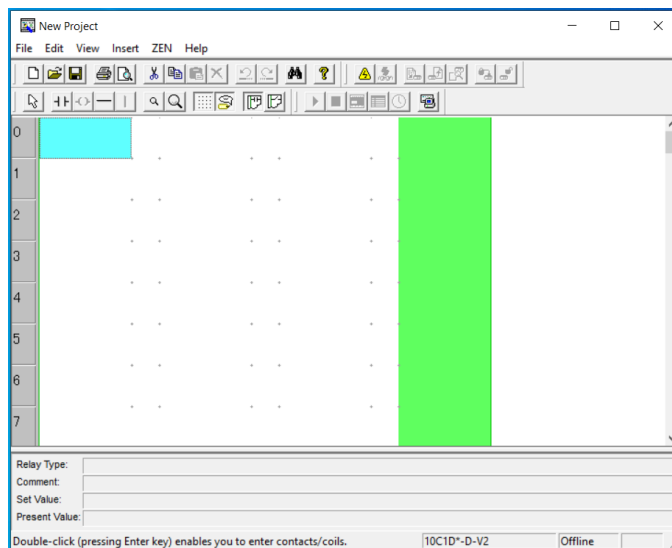 New Project
File Edit View Insert ZEN Help
0
1
2
3
4
5
6
7
Relay Type:
Comment:
Set Value:
Present Value:
Double-click (pressing Enter key) enables you to enter contacts/coils. 10C1D*-D-V2 Offline